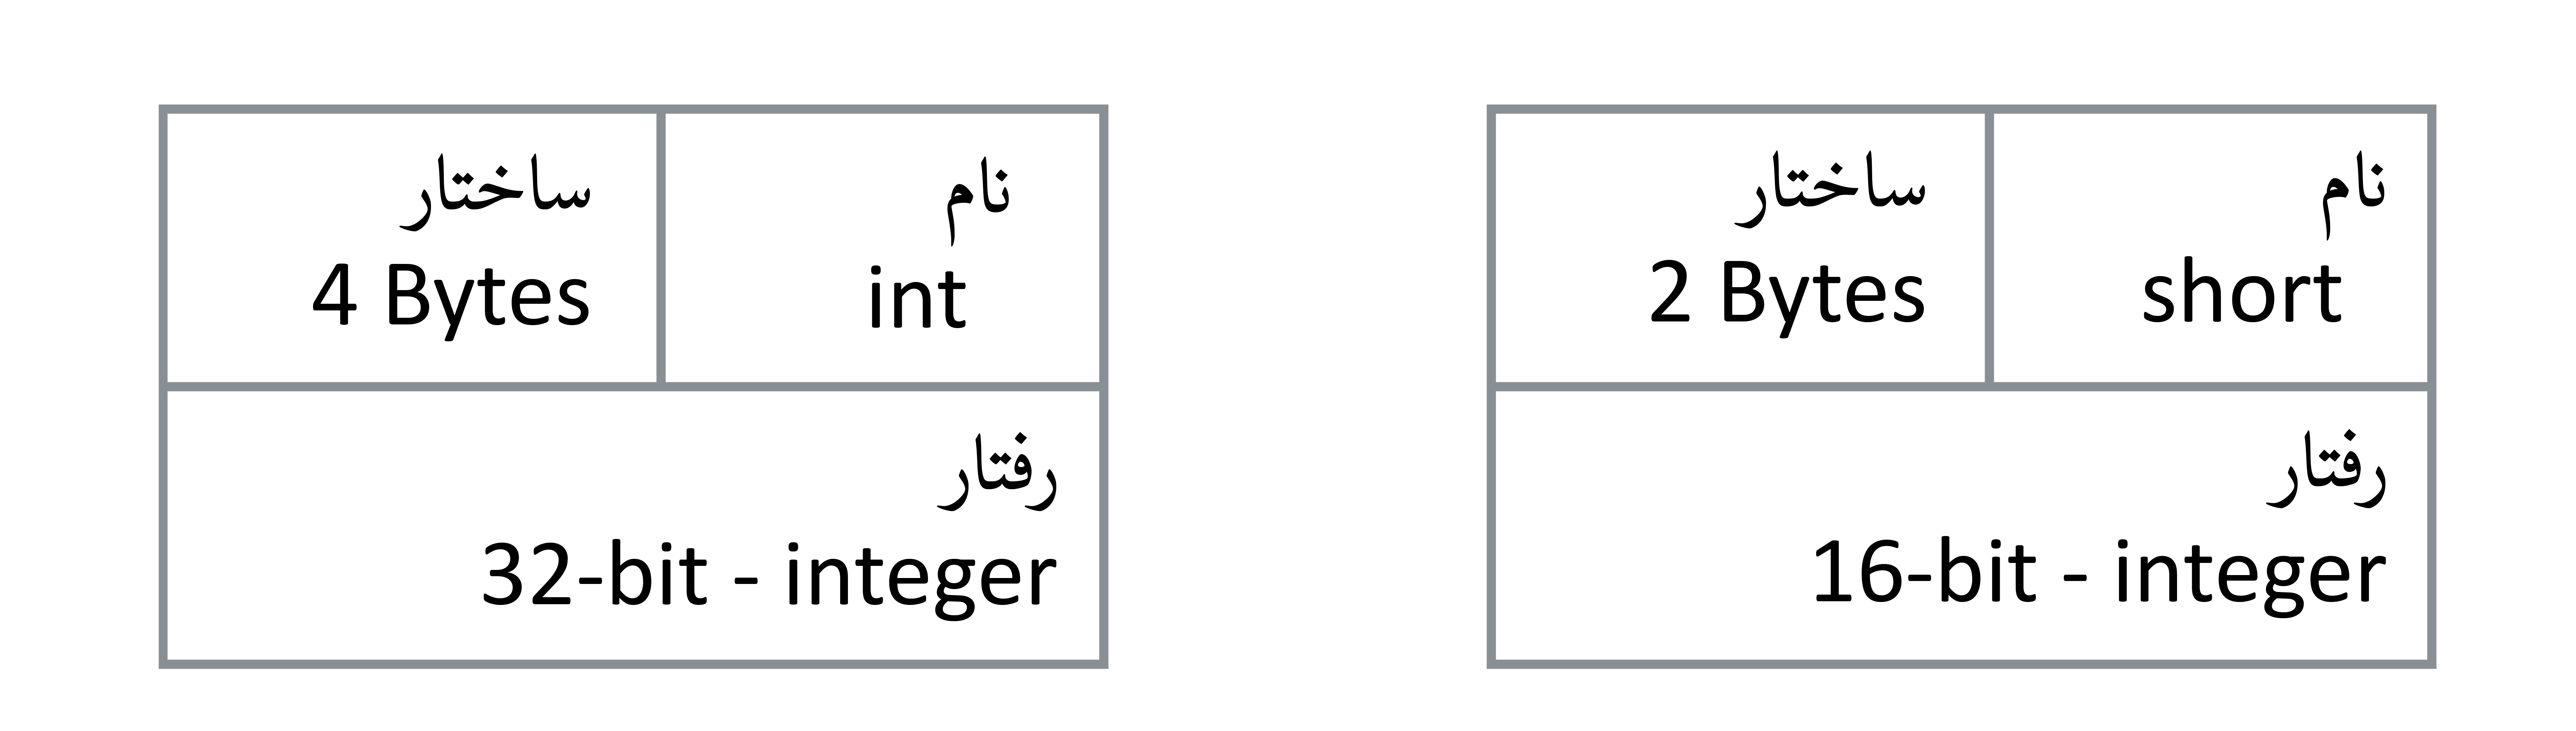 نام
short
ساختار
2 Bytes
رفتار
16-bit - integer
نام
int
ساختار
4 Bytes
رفتار
32-bit - integer